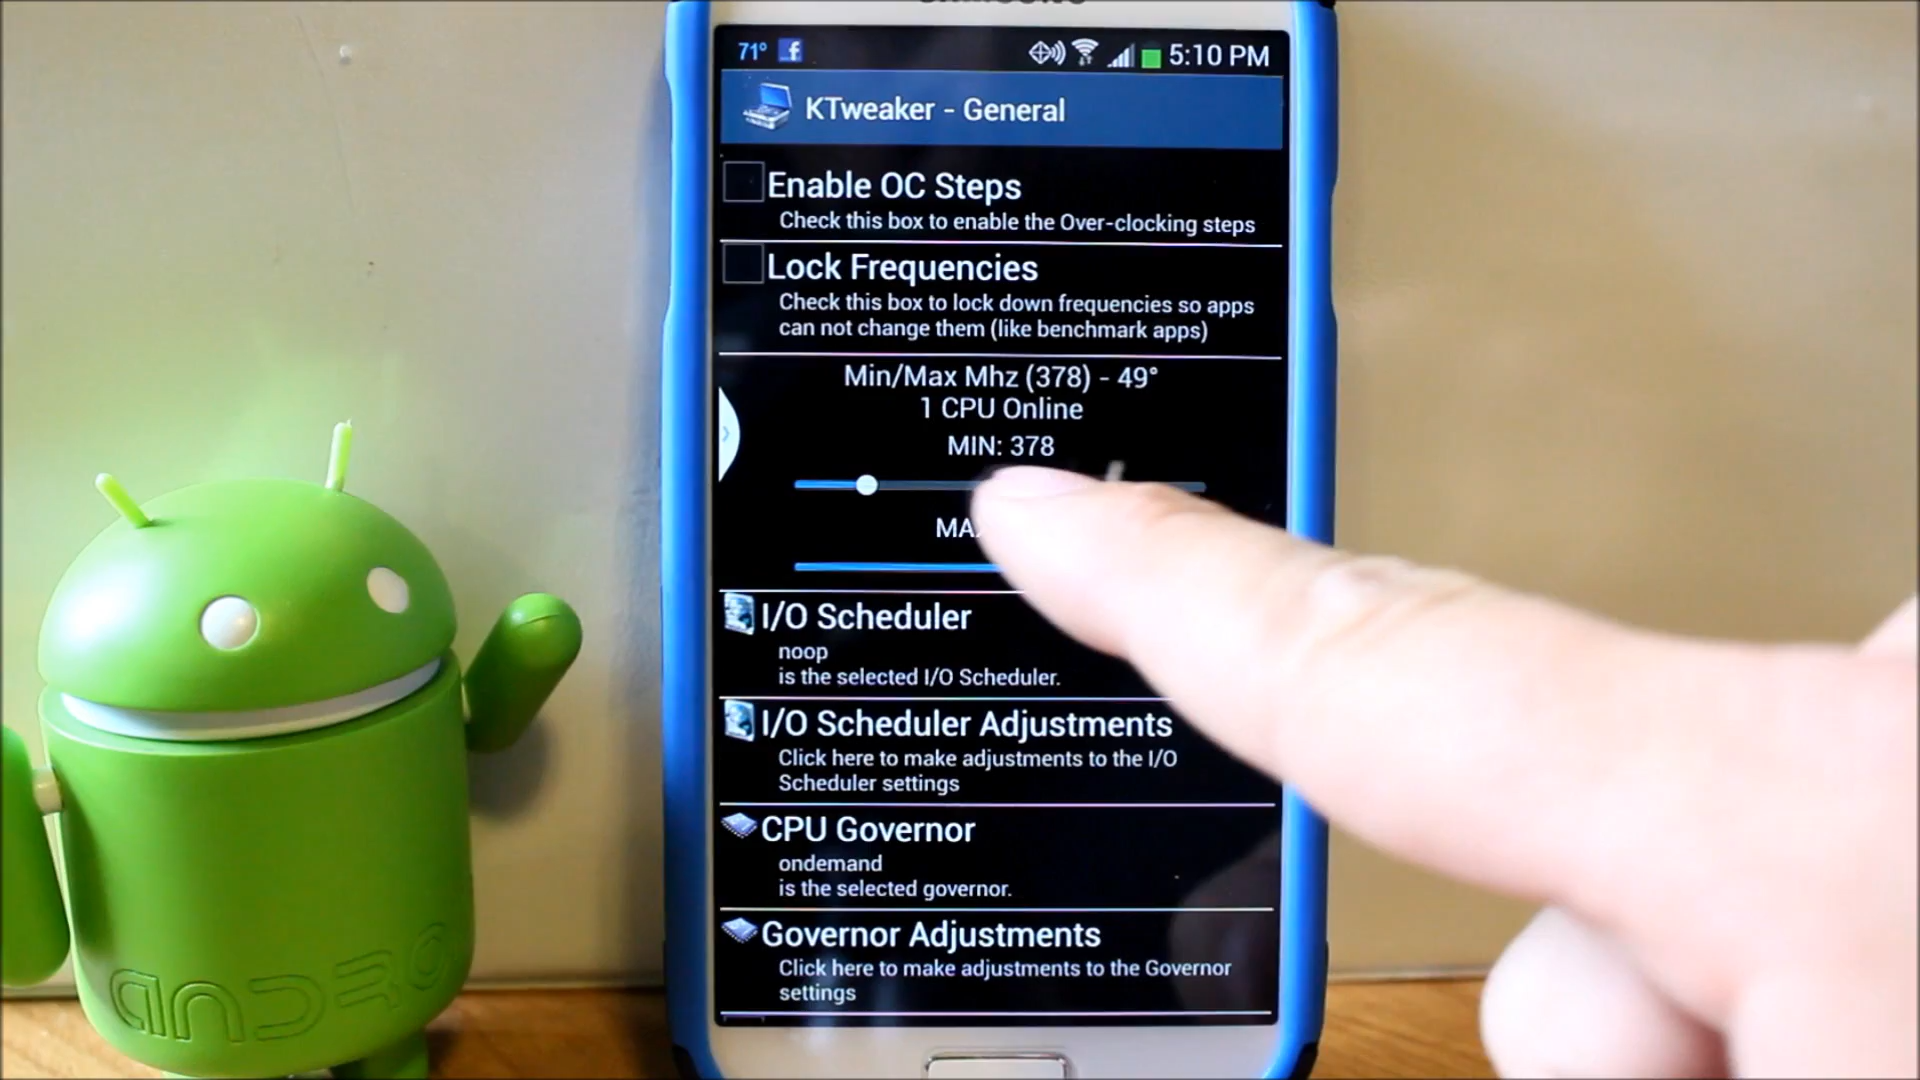 SAMSUNG
71° f 5:10 PM
KTweaker - General
Enable OC Steps
Check this box to enable the Over-clocking steps
Lock Frequencies
Check this box to lock down frequencies so apps
can not change them (like benchmark apps)
Min/Max Mhz (378) - 49°
1 CPU Online
MIN: 378
MAX
I/O Scheduler
noop
is the selected I/O Scheduler.
I/O Scheduler Adjustments
Click here to make adjustments to the I/O
Scheduler settings
CPU Governor
ondemand
is the selected governor.
Governor Adjustments
Click here to make adjustments to the Governor
settings
ANDRO